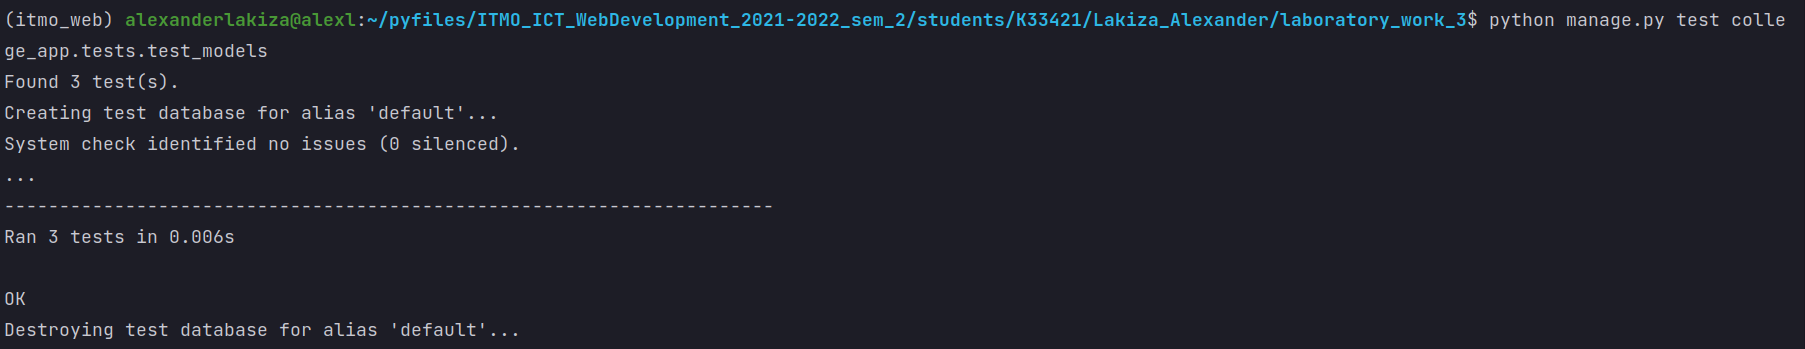 (itmo_web) alexanderlakiza@alexl:~/pyfiles/ITMO_ICT_WebDevelopment_2021-2022_sem_2/students/K33421/Lakiza_Alexander/laboratory_work_3$ python manage.py test colle
ge_app.tests.test_models
Found 3 test(s).
Creating test database for alias 'default'...
System check identified no issues (0 silenced).
...
----------------------------------------------------------------------
Ran 3 tests in 0.006s

OK
Destroying test database for alias 'default'...